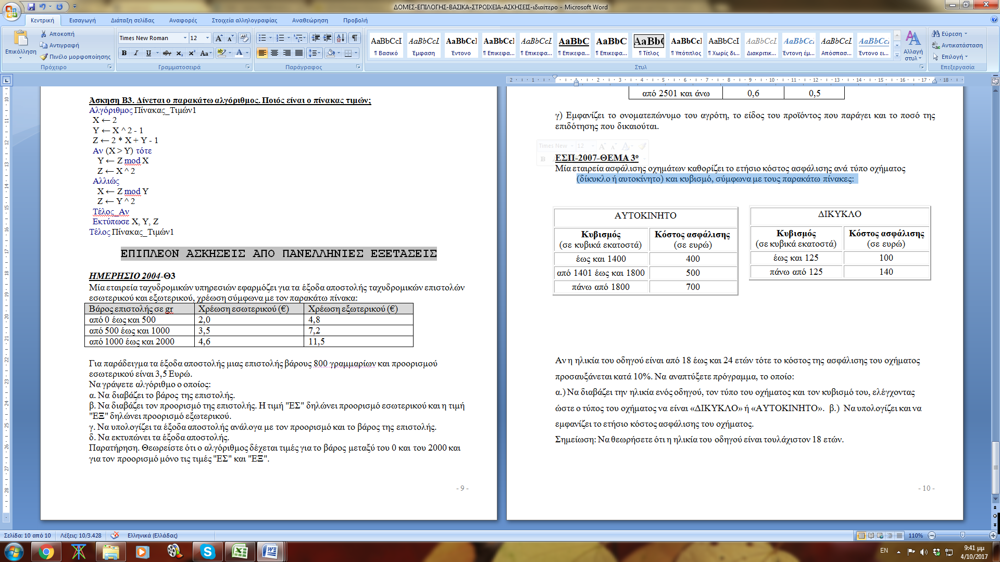 ΔΟΜΕΣ-ΕΠΙΛΟΓΗΣ-ΒΑΣΙΚΑ-ΣΤΡΟΙΧΕΙΑ-ΑΣΚΗΣΕΙΣ-ιδιαίτερο - Microsoft Word
Κεντρική Εισαγωγή Διάταξη σελίδας Αναφορές Στοιχεία αλληλογραφίας Αναθεώρηση Προβολή
Επικόλληση
Αποκοπή
Αντιγραφή
Πινέλο μορφοποίησης
Πρόχειρο
Times New Roman 12
Γραμματοσειρά
Παράγραφος
AaBbCcI AaBbCcL AaBbCcI AaBbCcI AaBbCcL AaBbC AaBbC AaBbC AaBbCcI AaBbCcI AaBbCcL AaBbCcL AaBbCcL AaBbCcL
¶ Βασικό Έμφαση Έντονο ¶ Επικεφα... ¶ Επικεφα... ¶ Επικεφα... ¶ Επικεφα... ¶ Τίτλος ¶ Υπότιτλος ¶ Χωρίς δι... Διακριτικ... Έντονη έμ... Απόσπασ... Έντονο ει...
Αλλαγή στυλ
Στυλ
Εύρεση
Αντικατάσταση
Επιλογή
Επεξεργασία
Άσκηση Β3. Δίνεται ο παρακάτω αλγόριθμος. Ποιός είναι ο πίνακας τιμών;
Αλγόριθμος Πίνακας_Τιμών1
X ← 2
Y ← X ^ 2 - 1
Z ← 2 * X + Y - 1
Αν (X > Y) τότε
Y ← Z mod X
Z ← X ^ 2
Αλλιώς
X ← Z mod Y
Z ← Y ^ 2
Τέλος_Αν
Εκτύπωσε X, Y, Z
Τέλος Πίνακας_Τιμών1
ΕΠΙΠΛΕΟΝ ΑΣΚΗΣΕΙΣ ΑΠΟ ΠΑΝΕΛΛΗΝΙΕΣ ΕΞΕΤΑΣΕΙΣ
ΗΜΕΡΗΣΙΟ 2004-Θ3
Μία εταιρεία ταχυδρομικών υπηρεσιών εφαρμόζει για τα έξοδα αποστολής ταχυδρομικών επιστολών
εσωτερικού και εξωτερικού, χρέωση σύμφωνα με τον παρακάτω πίνακα:
Βάρος επιστολής σε gr Χρέωση εσωτερικού (€) Χρέωση εξωτερικού (€)
από 0 έως και 500 2,0 4,8
από 500 έως και 1000 3,5 7,2
από 1000 έως και 2000 4,6 11,5
Για παράδειγμα τα έξοδα αποστολής μιας επιστολής βάρους 800 γραμμαρίων και προορισμού
εσωτερικού είναι 3,5 Ευρώ.
Να γράψετε αλγόριθμο ο οποίος:
α. Να διαβάζει το βάρος της επιστολής.
β. Να διαβάζει τον προορισμό της επιστολής. Η τιμή "ΕΣ" δηλώνει προορισμό εσωτερικού και η τιμή
"ΕΞ" δηλώνει προορισμό εξωτερικού.
γ. Να υπολογίζει τα έξοδα αποστολής ανάλογα με τον προορισμό και το βάρος της επιστολής.
δ. Να εκτυπώνει τα έξοδα αποστολής.
Παρατήρηση. Θεωρείστε ότι ο αλγόριθμος δέχεται τιμές για το βάρος μεταξύ του 0 και του 2000 και
για τον προορισμό μόνο τις τιμές "ΕΣ" και "ΕΞ".
- 9 -
από 2501 και άνω 0,6 0,5
γ) Εμφανίζει το ονοματεπώνυμο του αγρότη, το είδος του προϊόντος που παράγει και το ποσό της
επιδότησης που δικαιούται.
Times New 12
ΕΣΠ-2007-ΘΕΜΑ 3ο
Μία εταιρεία ασφάλισης οχημάτων καθορίζει το ετήσιο κόστος ασφάλισης ανά τύπο οχήματος
(δίκυκλο ή αυτοκίνητο) και κυβισμό, σύμφωνα με τους παρακάτω πίνακες:
ΑΥΤΟΚΙΝΗΤΟ
Κυβισμός Κόστος ασφάλισης
(σε κυβικά εκατοστά) (σε ευρώ)
έως και 1400 400
από 1401 έως και 1800 500
πάνω από 1800 700
ΔΙΚΥΚΛΟ
Κυβισμός Κόστος ασφάλισης
(σε κυβικά εκατοστά) (σε ευρώ)
έως και 125 100
πάνω από 125 140
Αν η ηλικία του οδηγού είναι από 18 έως και 24 ετών τότε το κόστος της ασφάλισης του οχήματος
προσαυξάνεται κατά 10%. Να αναπτύξετε πρόγραμμα, το οποίο:
α.) Να διαβάζει την ηλικία ενός οδηγού, τον τύπο του οχήματος και τον κυβισμό του, ελέγχοντας
ώστε ο τύπος του οχήματος να είναι «ΔΙΚΥΚΛΟ» ή «ΑΥΤΟΚΙΝΗΤΟ». β.) Να υπολογίζει και να
εμφανίζει το ετήσιο κόστος ασφάλισης του οχήματος.
Σημείωση: Να θεωρήσετε ότι η ηλικία του οδηγού είναι τουλάχιστον 18 ετών.
- 10 -
Σελίδα: 10 από 10 Λέξεις: 10/3.428 Ελληνικά (Ελλάδας) 110%
EN 9:41 μμ
4/10/2017